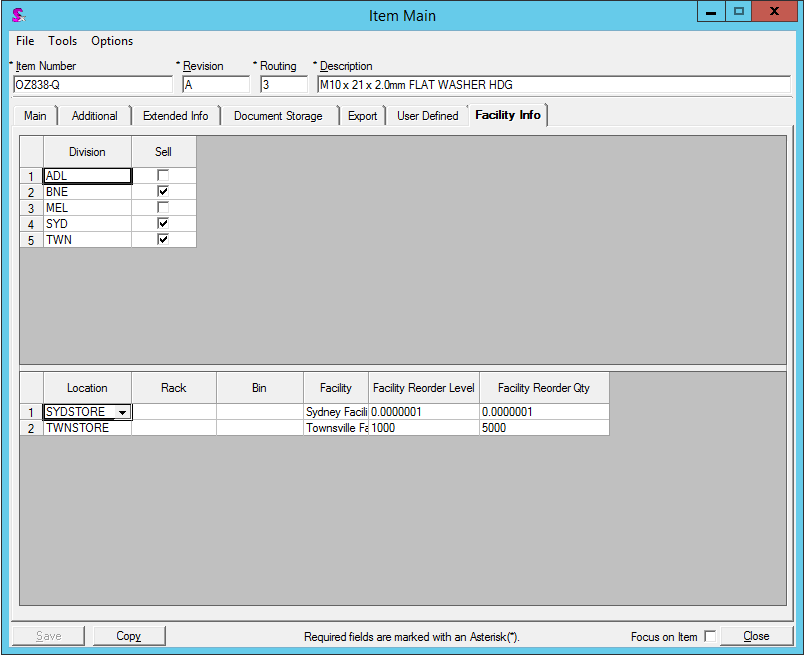 Item Main
File Tools Options
* Item Number * Revision * Routing * Description
OZ838-Q A 3 M10 x 21 x 2.0mm FLAT WASHER HDG
Main Additional Extended Info Document Storage Export User Defined Facility Info
Division Sell
1 ADL
2 BNE
3 MEL
4 SYD
5 TWN
Location Rack Bin Facility Facility Reorder Level Facility Reorder Qty
1 SYDSTORE Sydney Facili 0.0000001 0.0000001
2 TWNSTORE Townsville Fa 1000 5000
Save Copy Required fields are marked with an Asterisk(*). Focus on Item Close